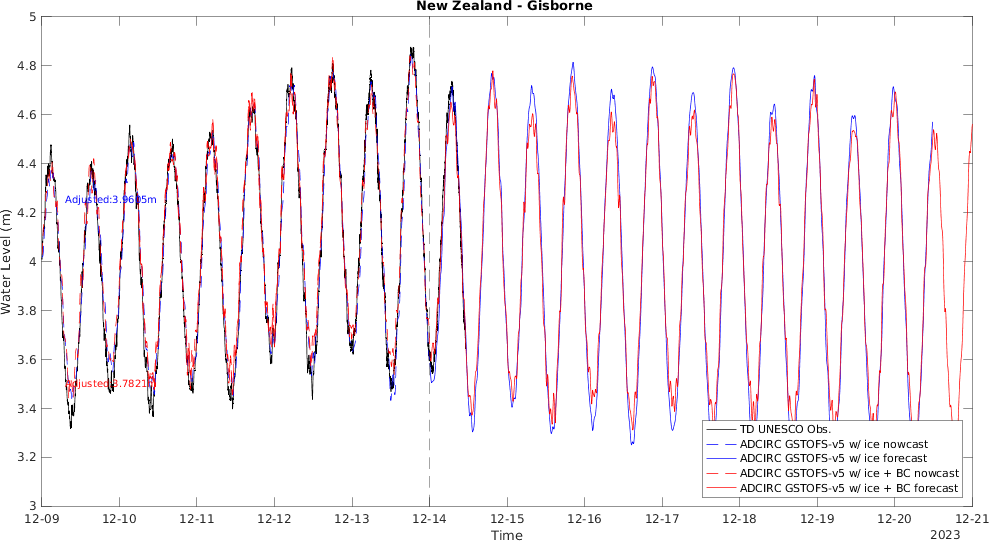 New Zealand - Gisborne
Water Level (m)
5
4.8
4.6
4.4
4.2
4
3.8
3.6
3.4
3.2
3
Adjusted:3.9605m
12-09
12-10
12-11
12-12
12-13
12-14
12-15
12-16
12-17
12-18
12-19
12-20
12-21
2023
Time
TD UNESCO Obs.
ADCIRC GSTOFS-v5 w/ ice nowcast
ADCIRC GSTOFS-v5 w/ ice forecast
ADCIRC GSTOFS-v5 w/ ice + BC nowcast
ADCIRC GSTOFS-v5 w/ ice + BC forecast